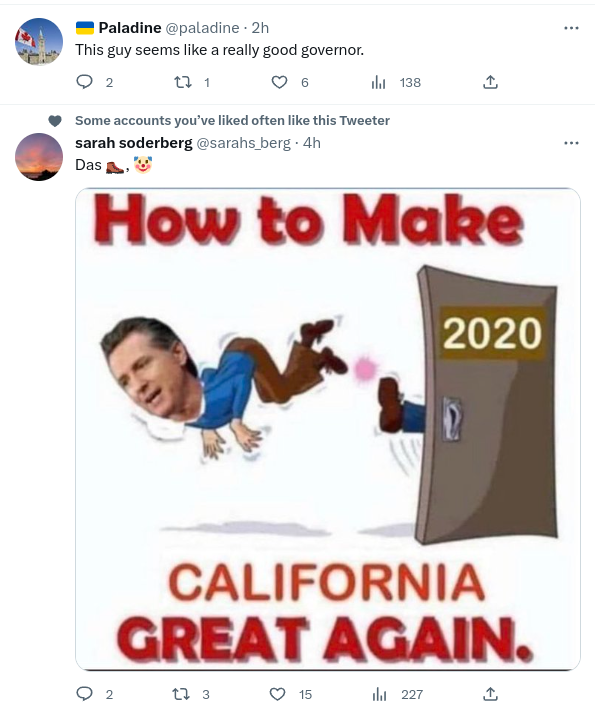 Paladine @paladine · 2h
This guy seems like a really good governor.
2 1 6 138
Some accounts you’ve liked often like this Tweeter
sarah soderberg @sarahs_berg · 4h
Das 🥾, 🤡
How to Make
2020
CALIFORNIA
GREAT AGAIN.
2 3 15 227